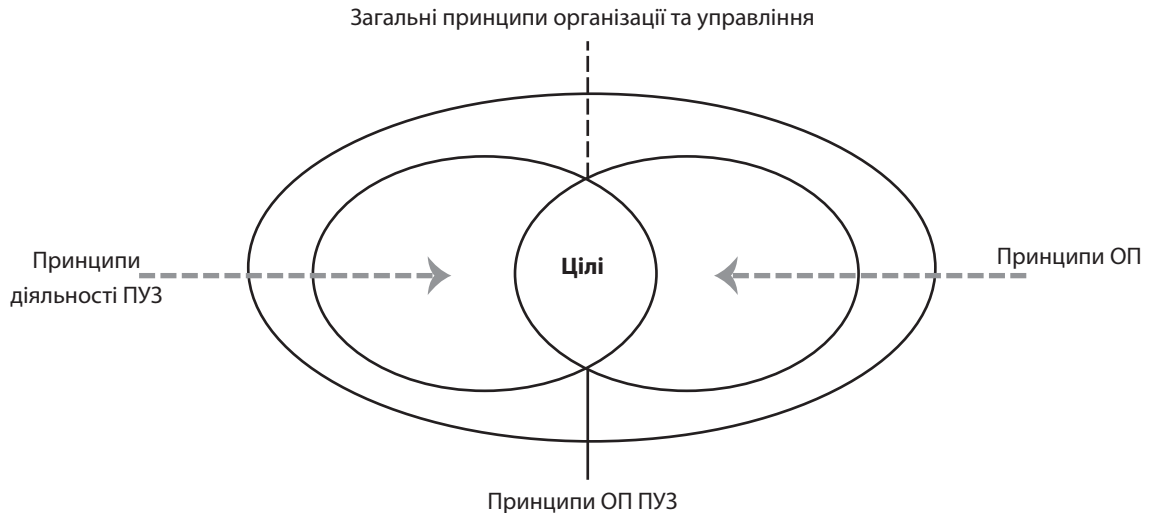 Загальні принципи організації та управління
Принципи
діяльності ПУЗ
Цілі
Принципи ОП
Принципи ОП ПУЗ